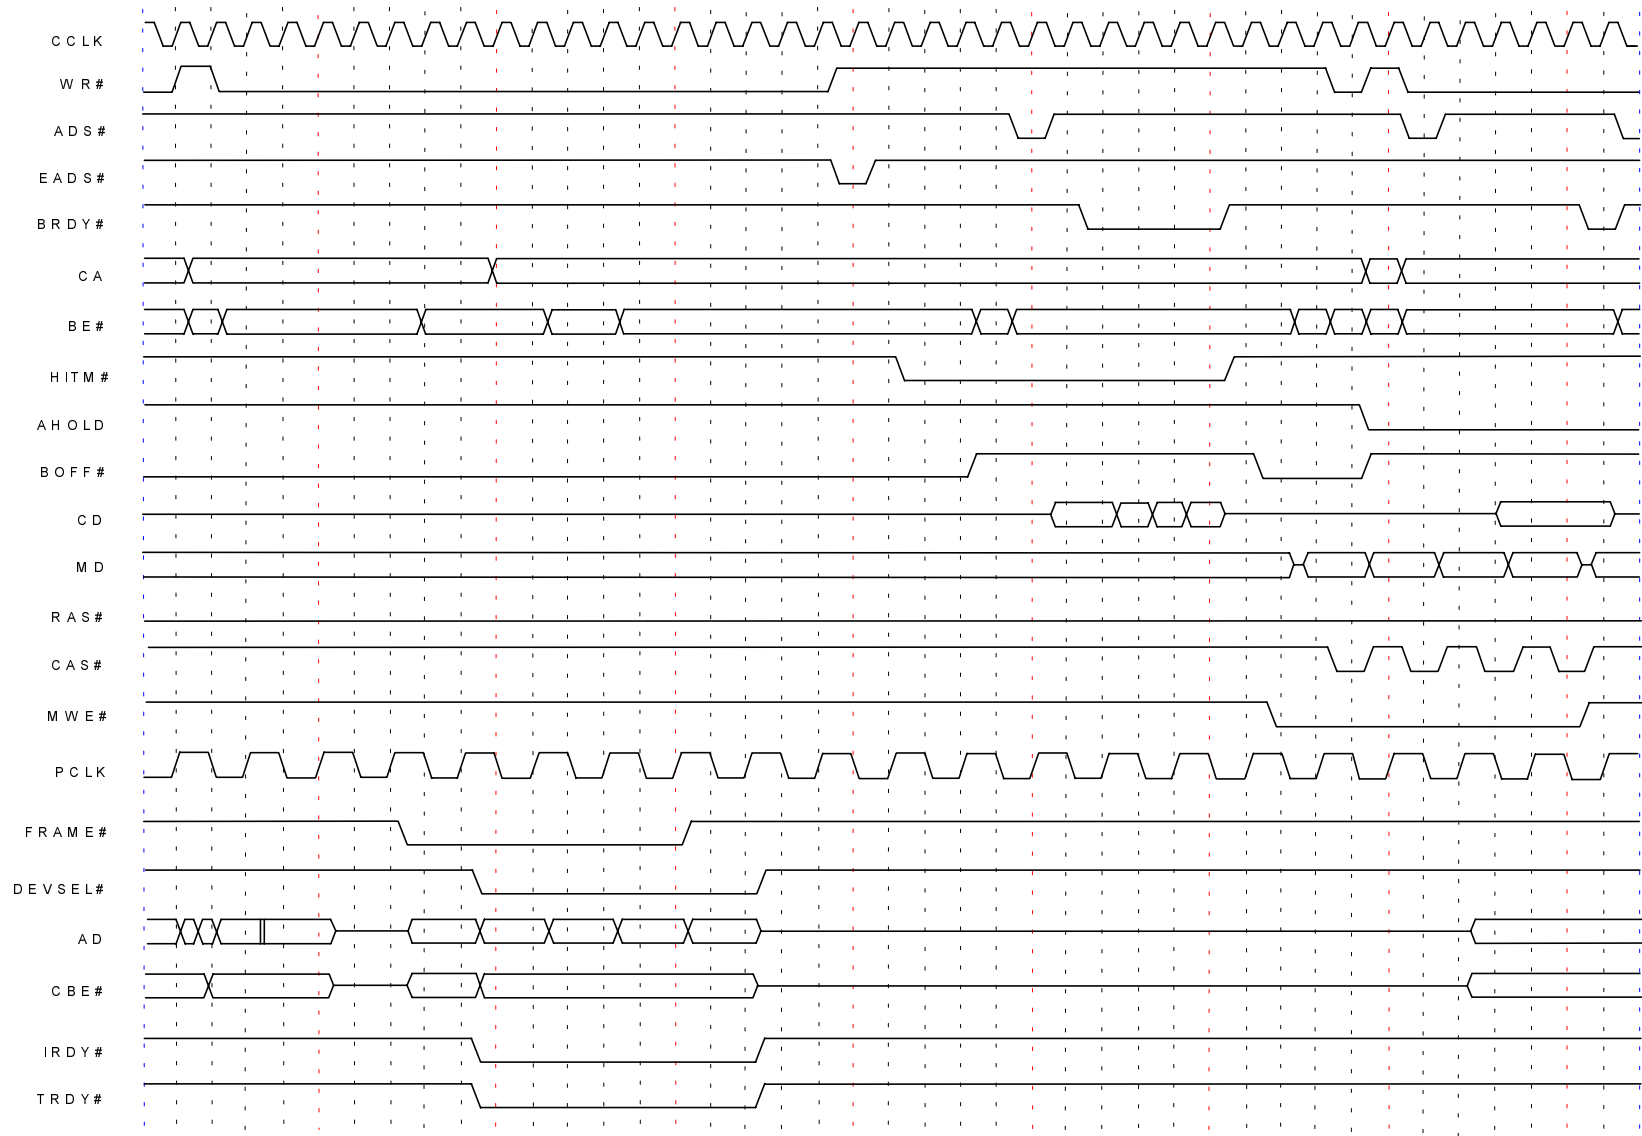 CCLK
WR#
ADS#
EADS#
BRDY#
CA
BE#
HITM#
AHOLD
BOFF#
CD
MD
RAS#
CAS#
MWE#
PCLK
FRAME#
DEVSEL#
AD
CBE#
IRDY#
TRDY#